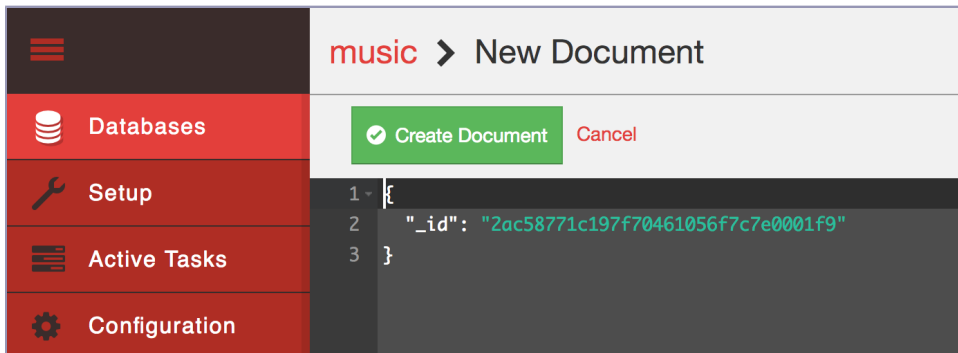 music > New Document
Databases
Create Document Cancel
Setup
Active Tasks
Configuration
1 {
2 "_id": "2ac58771c197f70461056f7c7e0001f9"
3 }